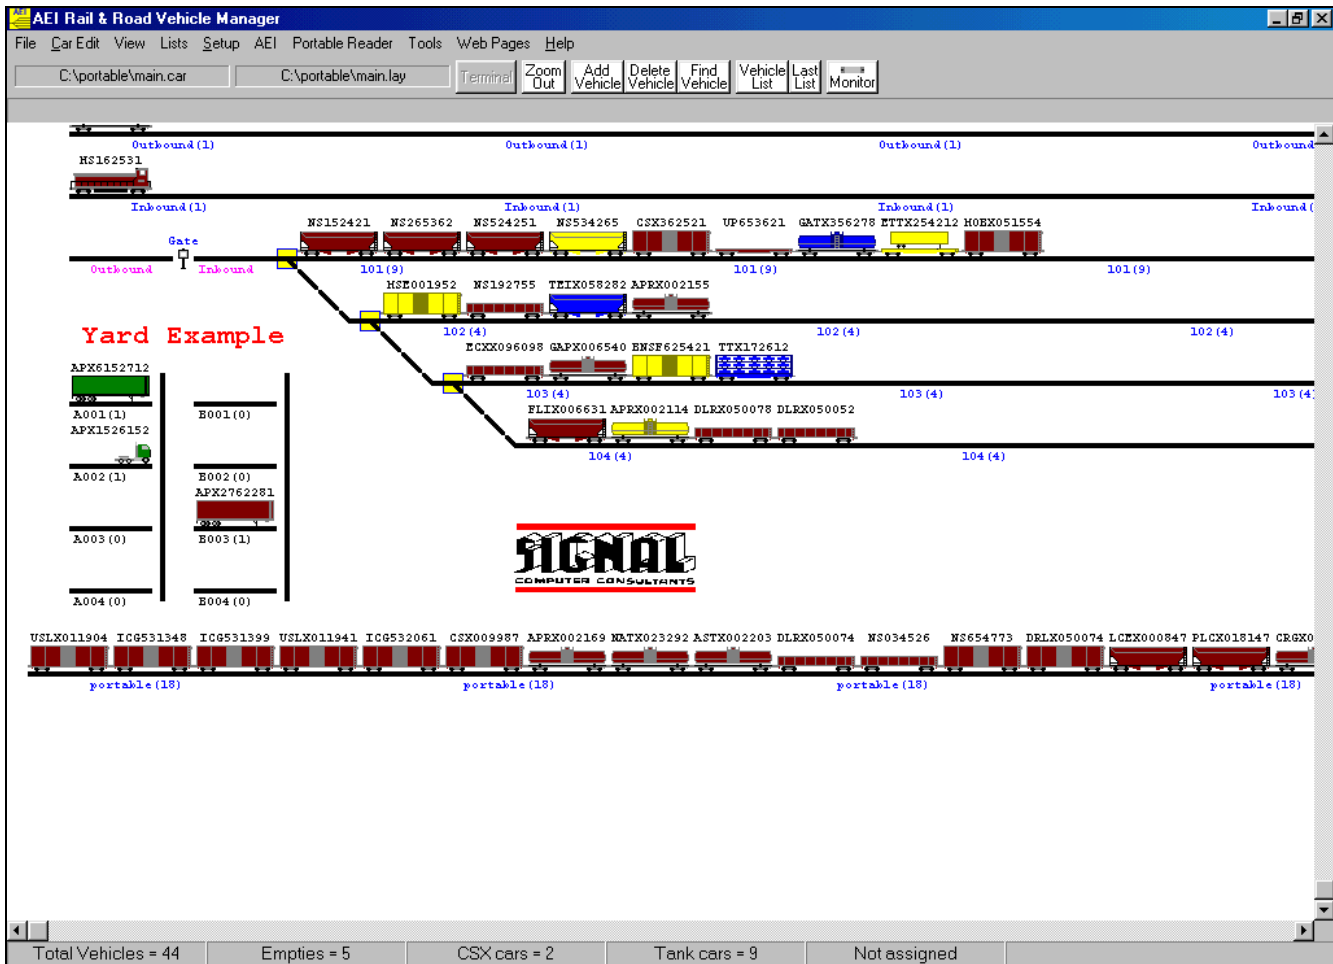 AEI Rail & Road Vehicle Manager
File Car Edit View Lists Setup AEI Portable Reader Tools Web Pages Help
C:\portable\main.car C:\portable\main.lay Terminal Zoom Out Add Vehicle Delete Vehicle Find Vehicle Vehicle List Last List Monitor
Outbound(1) Outbound(1) Outbound(1) Outbound
HS162531
Inbound(1) Inbound(1) Inbound(1) Inbound(
NS152421 NS265362 NS524251 NS534265 CSX362521 UP653621 GATX356278 ETTX254212 HOEX051554
Gate
Outbound Inbound 101(9) 101(9) 101(9)
HSE001952 NS192755 TEIX058282 APRX002155
102(4) 102(4) 102(4)
Yard Example
ECXX096098 GAPX006540 BNSF625421 TTX172612
APX6152712
103(4) 103(4) 103(4)
A001(1) B001(0)
FLIX006631 APRX002114 DLRX050078 DLRX050052
APX1526152
104(4) 104(4)
A002(1) B002(0)
APX2762281
A003(0) B003(1)
SIGNAL
COMPUTER CONSULTANTS
A004(0) B004(0)
USLX011904 ICG531348 ICG531399 USLX011941 ICG532061 CSX009987 APRX002169 NATX023292 ASTX002203 DLRX050074 NS034526 NS654773 DRLX050074 LCEX000847 PLCX018147 CRGX0
portable(18) portable(18) portable(18) portable(18)
Total Vehicles = 44 Empties = 5 CSX cars = 2 Tank cars = 9 Not assigned